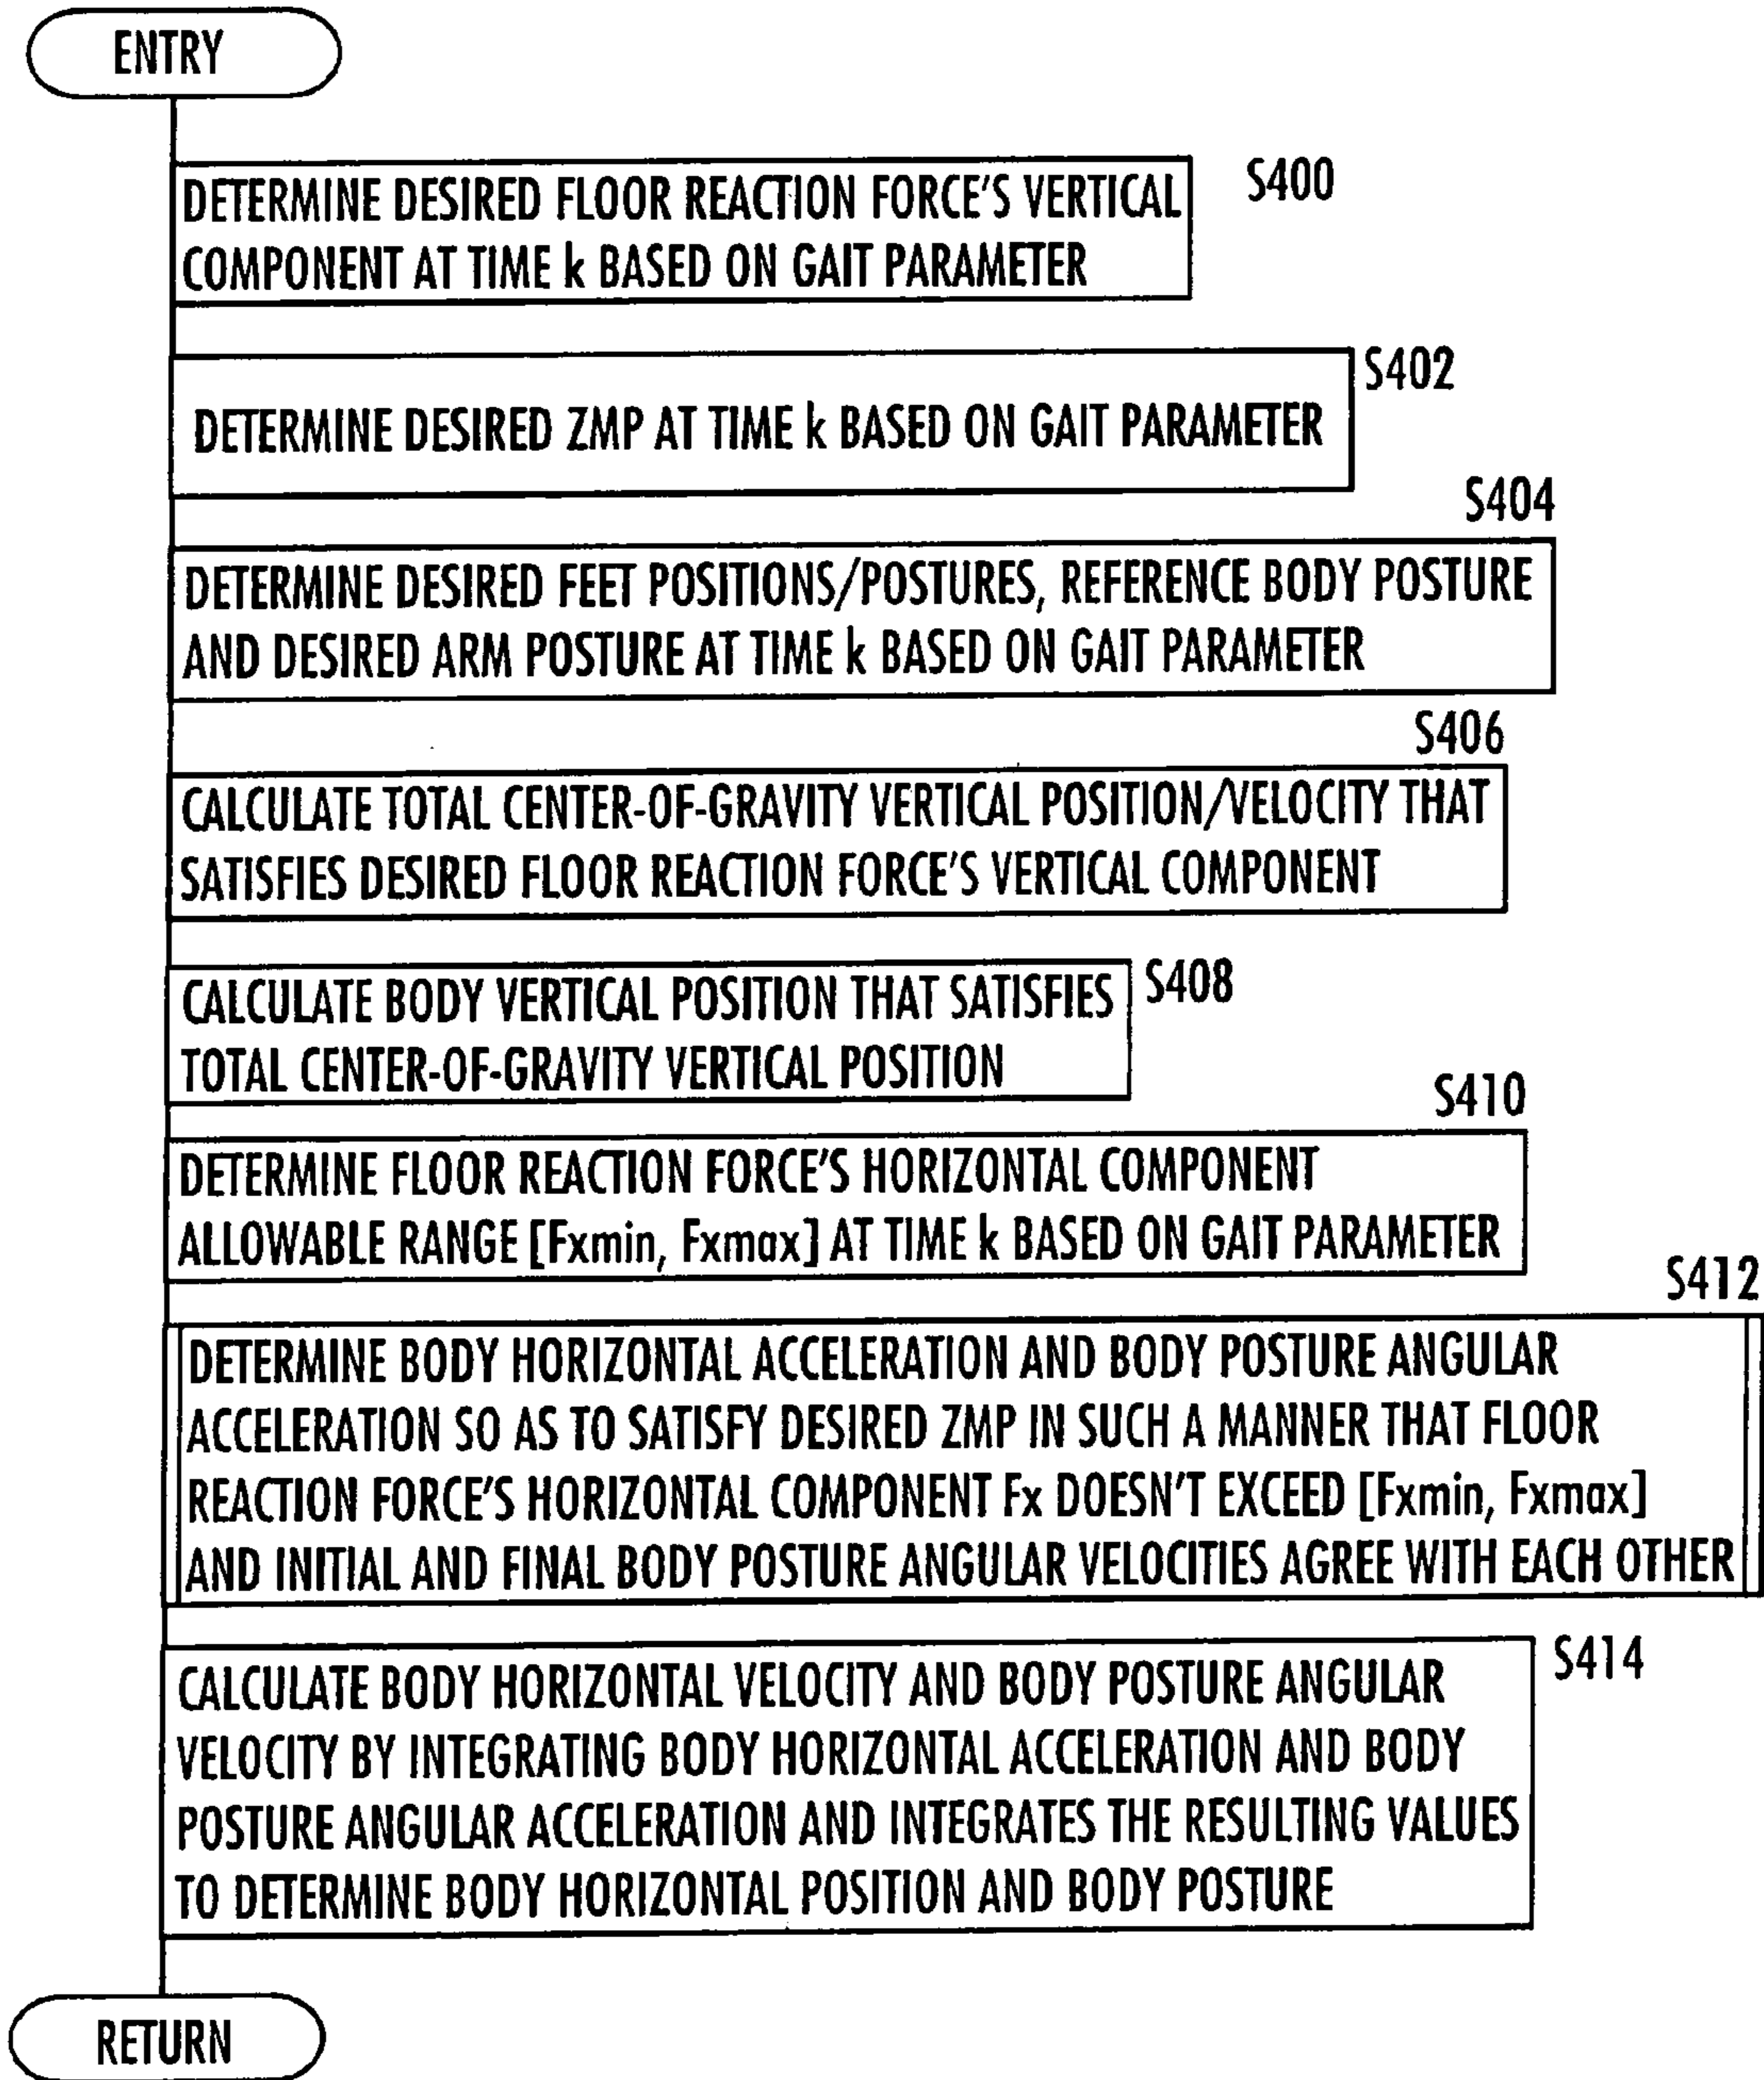 ENTRY
S400
DETERMINE DESIRED FLOOR REACTION FORCE'S VERTICAL
COMPONENT AT TIME k BASED ON GAIT PARAMETER
S402
DETERMINE DESIRED ZMP AT TIME k BASED ON GAIT PARAMETER
S404
DETERMINE DESIRED FEET POSITIONS/POSTURES, REFERENCE BODY POSTURE
AND DESIRED ARM POSTURE AT TIME k BASED ON GAIT PARAMETER
S406
CALCULATE TOTAL CENTER-OF-GRAVITY VERTICAL POSITION/VELOCITY THAT
SATISFIES DESIRED FLOOR REACTION FORCE'S VERTICAL COMPONENT
S408
CALCULATE BODY VERTICAL POSITION THAT SATISFIES
TOTAL CENTER-OF-GRAVITY VERTICAL POSITION
S410
DETERMINE FLOOR REACTION FORCE'S HORIZONTAL COMPONENT
ALLOWABLE RANGE [Fxmin, Fxmax] AT TIME k BASED ON GAIT PARAMETER
S412
DETERMINE BODY HORIZONTAL ACCELERATION AND BODY POSTURE ANGULAR
ACCELERATION SO AS TO SATISFY DESIRED ZMP IN SUCH A MANNER THAT FLOOR
REACTION FORCE'S HORIZONTAL COMPONENT Fx DOESN'T EXCEED [Fxmin, Fxmax]
AND INITIAL AND FINAL BODY POSTURE ANGULAR VELOCITIES AGREE WITH EACH OTHER
S414
CALCULATE BODY HORIZONTAL VELOCITY AND BODY POSTURE ANGULAR
VELOCITY BY INTEGRATING BODY HORIZONTAL ACCELERATION AND BODY
POSTURE ANGULAR ACCELERATION AND INTEGRATES THE RESULTING VALUES
TO DETERMINE BODY HORIZONTAL POSITION AND BODY POSTURE
RETURN